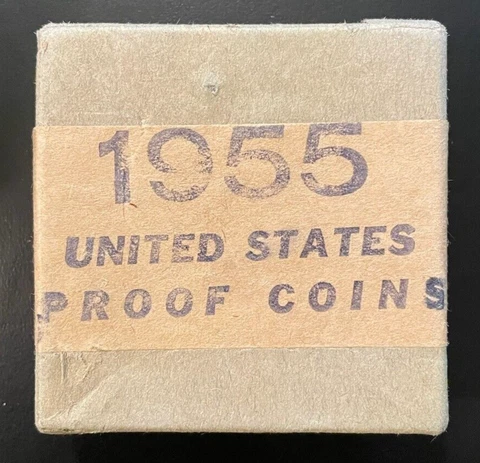 1955
UNITED STATES
PROOF COINS